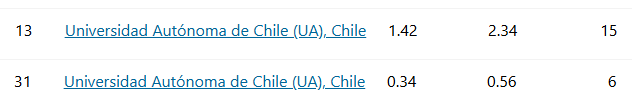 13 Universidad Autónoma de Chile (UA), Chile 1.42 2.34 15
31 Universidad Autónoma de Chile (UA), Chile 0.34 0.56 6